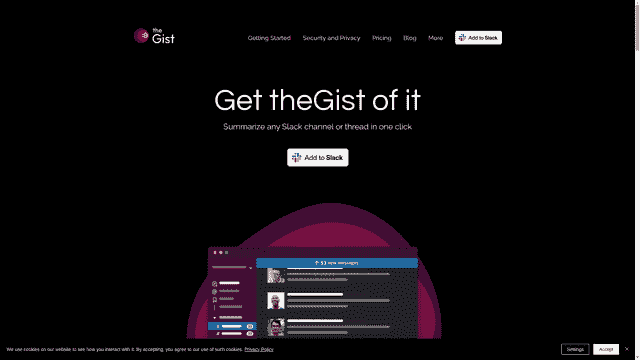 the
Gist
Getting Started Security and Privacy Pricing Blog More Add to Slack
Get theGist of it
Summarize any Slack channel or thread in one click
Add to Slack
We use cookies on our website to see how you interact with it. By accepting, you agree to our use of such cookies. Privacy Policy Settings Accept